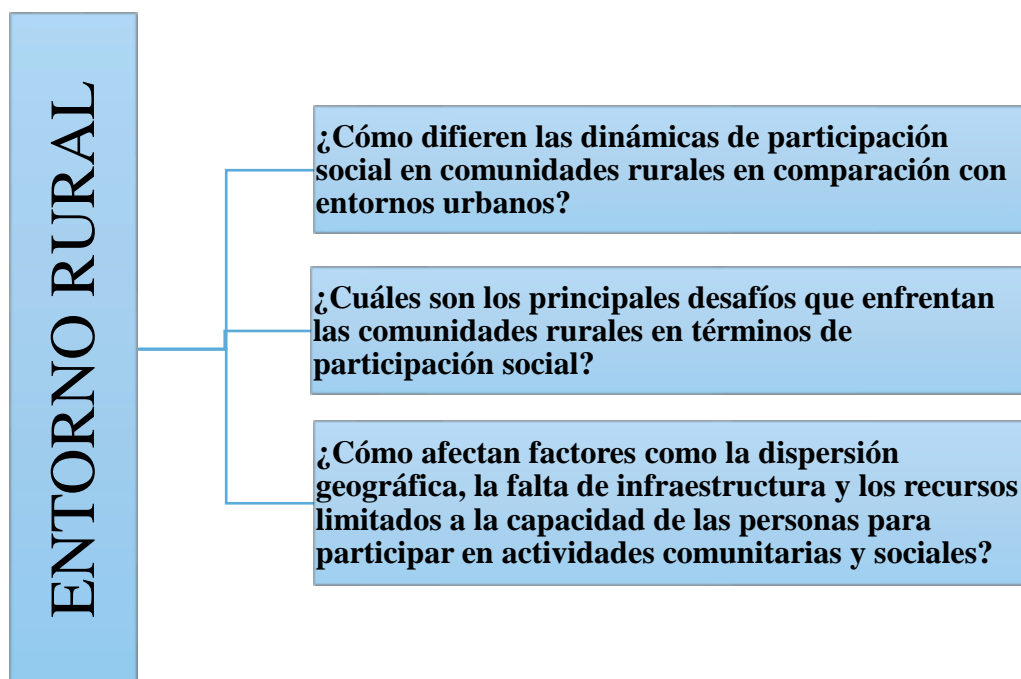 ENTORNO RURAL
¿Cómo difieren las dinámicas de participación
social en comunidades rurales en comparación con
entornos urbanos?
¿Cuáles son los principales desafíos que enfrentan
las comunidades rurales en términos de
participación social?
¿Cómo afectan factores como la dispersión
geográfica, la falta de infraestructura y los recursos
limitados a la capacidad de las personas para
participar en actividades comunitarias y sociales?